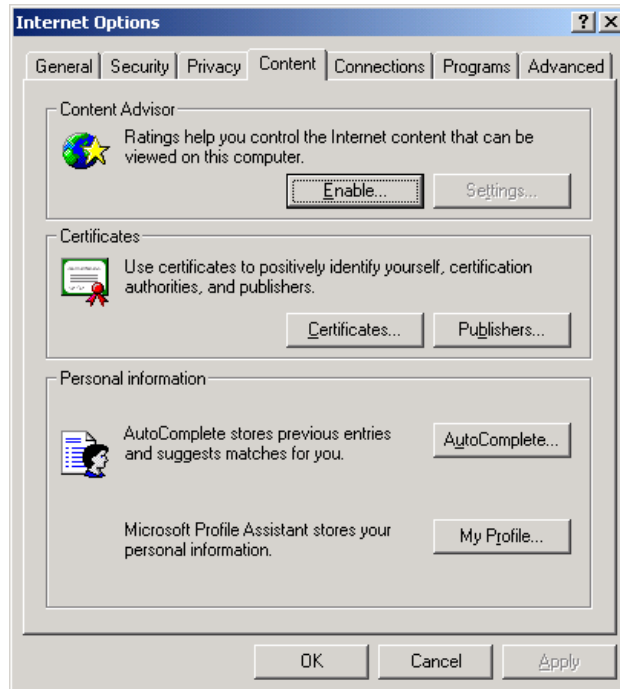 Internet Options
General Security Privacy Content Connections Programs Advanced
Content Advisor
Ratings help you control the Internet content that can be
viewed on this computer.
Enable... Settings...
Certificates
Use certificates to positively identify yourself, certification
authorities, and publishers.
Certificates... Publishers...
Personal information
AutoComplete stores previous entries
and suggests matches for you.
AutoComplete...
Microsoft Profile Assistant stores your
personal information.
My Profile...
OK Cancel Apply